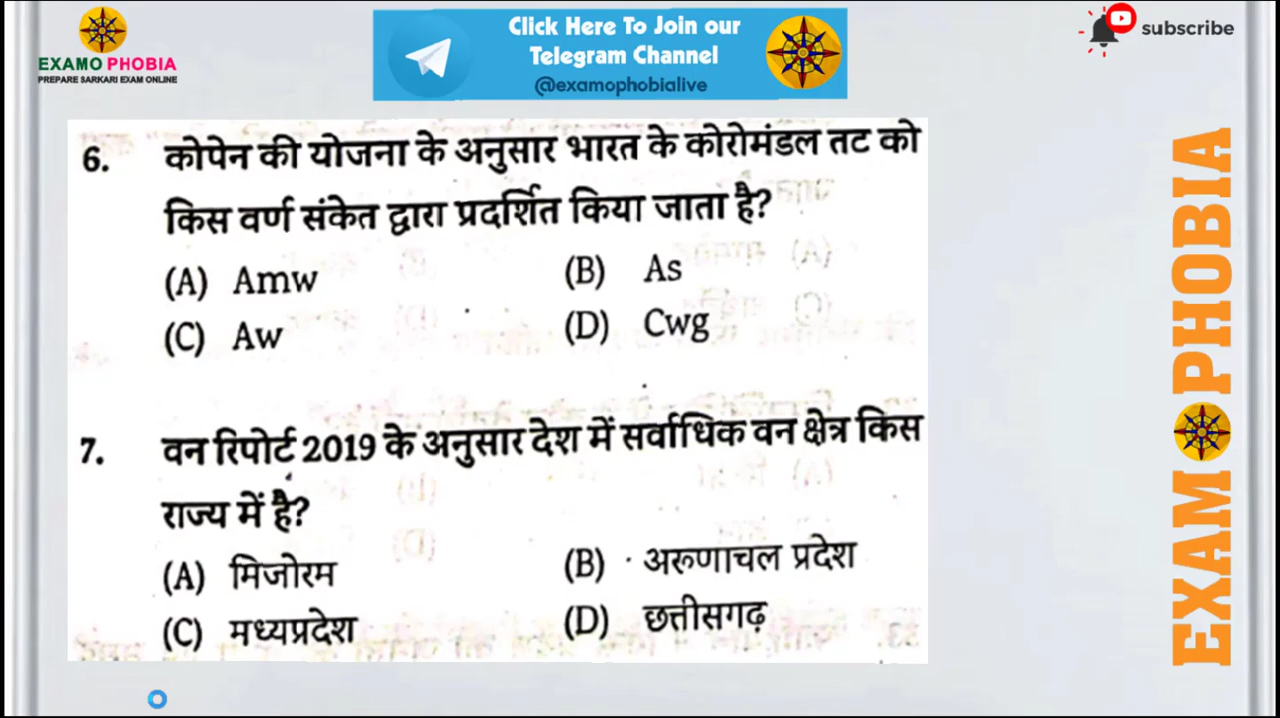 EXAMO PHOBIA
PREPARE SARKARI EXAM ONLINE
Click Here To Join our
Telegram Channel
@examophobialive
subscribe
6. कोपेन की योजना के अनुसार भारत के कोरोमंडल तट को
किस वर्ण संकेत द्वारा प्रदर्शित किया जाता है?
(A) Amw (B) As
(C) Aw (D) Cwg
7. वन रिपोर्ट 2019 के अनुसार देश में सर्वाधिक वन क्षेत्र किस
राज्य में है?
(A) मिजोरम (B) अरूणाचल प्रदेश
(C) मध्यप्रदेश (D) छत्तीसगढ़
EXAMO PHOBIA